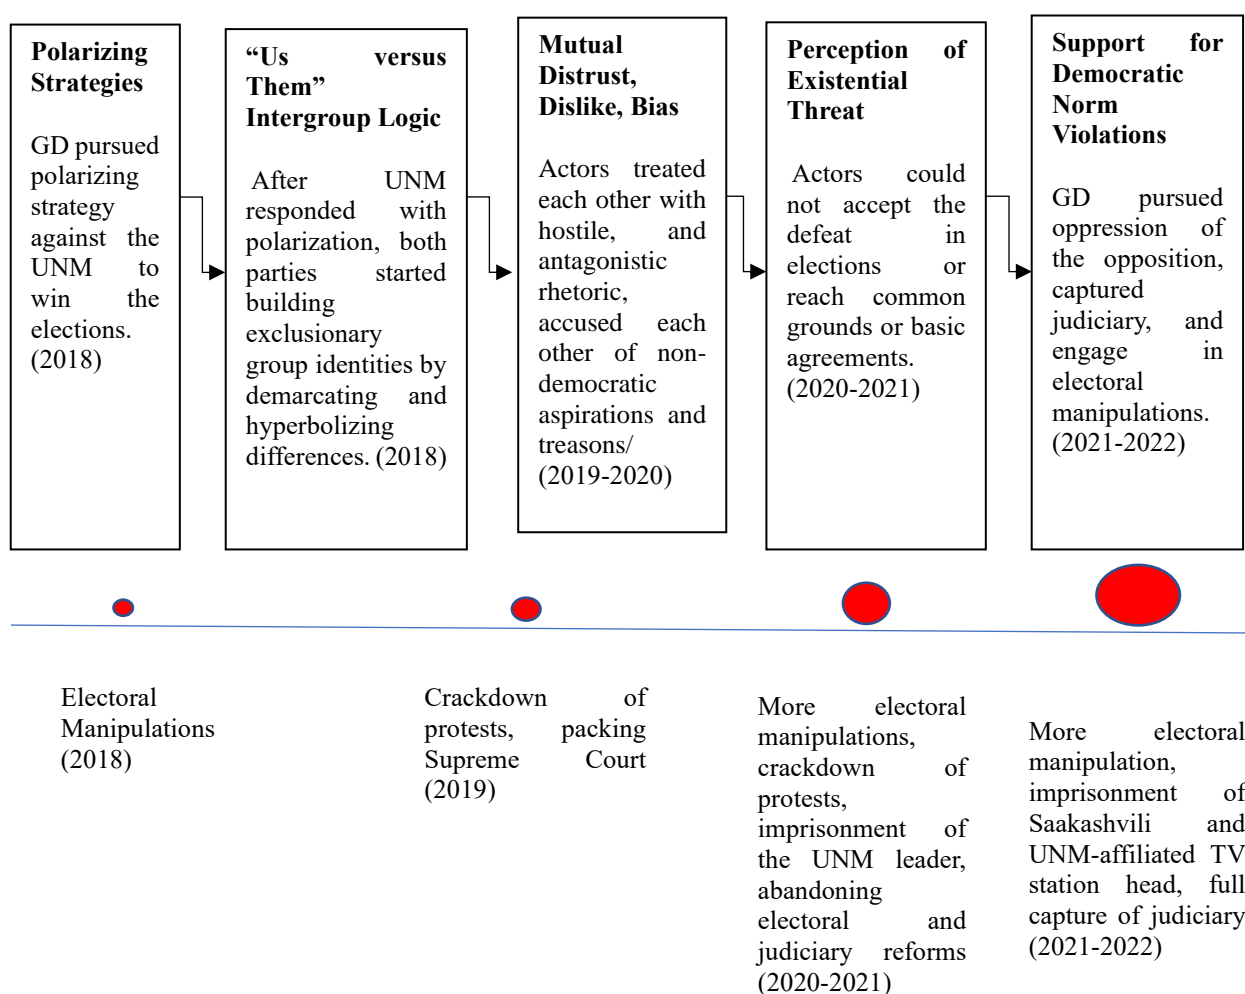 Polarizing
Strategies
GD pursued
polarizing
strategy
against the
UNM to
win the
elections.
(2018)
“Us versus
Them”
Intergroup Logic
After UNM
responded with
polarization, both
parties started
building
exclusionary
group identities by
demarcating and
hyperbolizing
differences. (2018)
Mutual
Distrust,
Dislike, Bias
Actors treated
each other with
hostile, and
antagonistic
rhetoric,
accused each
other of non-
democratic
aspirations and
treasons/
(2019-2020)
Perception of
Existential
Threat
Actors could
not accept the
defeat in
elections or
reach common
grounds or basic
agreements.
(2020-2021)
Support for
Democratic
Norm
Violations
GD pursued
oppression of
the opposition,
captured
judiciary, and
engage in
electoral
manipulations.
(2021-2022)
Electoral
Manipulations
(2018)
Crackdown of
protests, packing
Supreme Court
(2019)
More electoral
manipulations,
crackdown of
protests,
imprisonment of
the UNM leader,
abandoning
electoral and
judiciary reforms
(2020-2021)
More electoral
manipulation,
imprisonment of
Saakashvili and
UNM-affiliated TV
station head, full
capture of judiciary
(2021-2022)